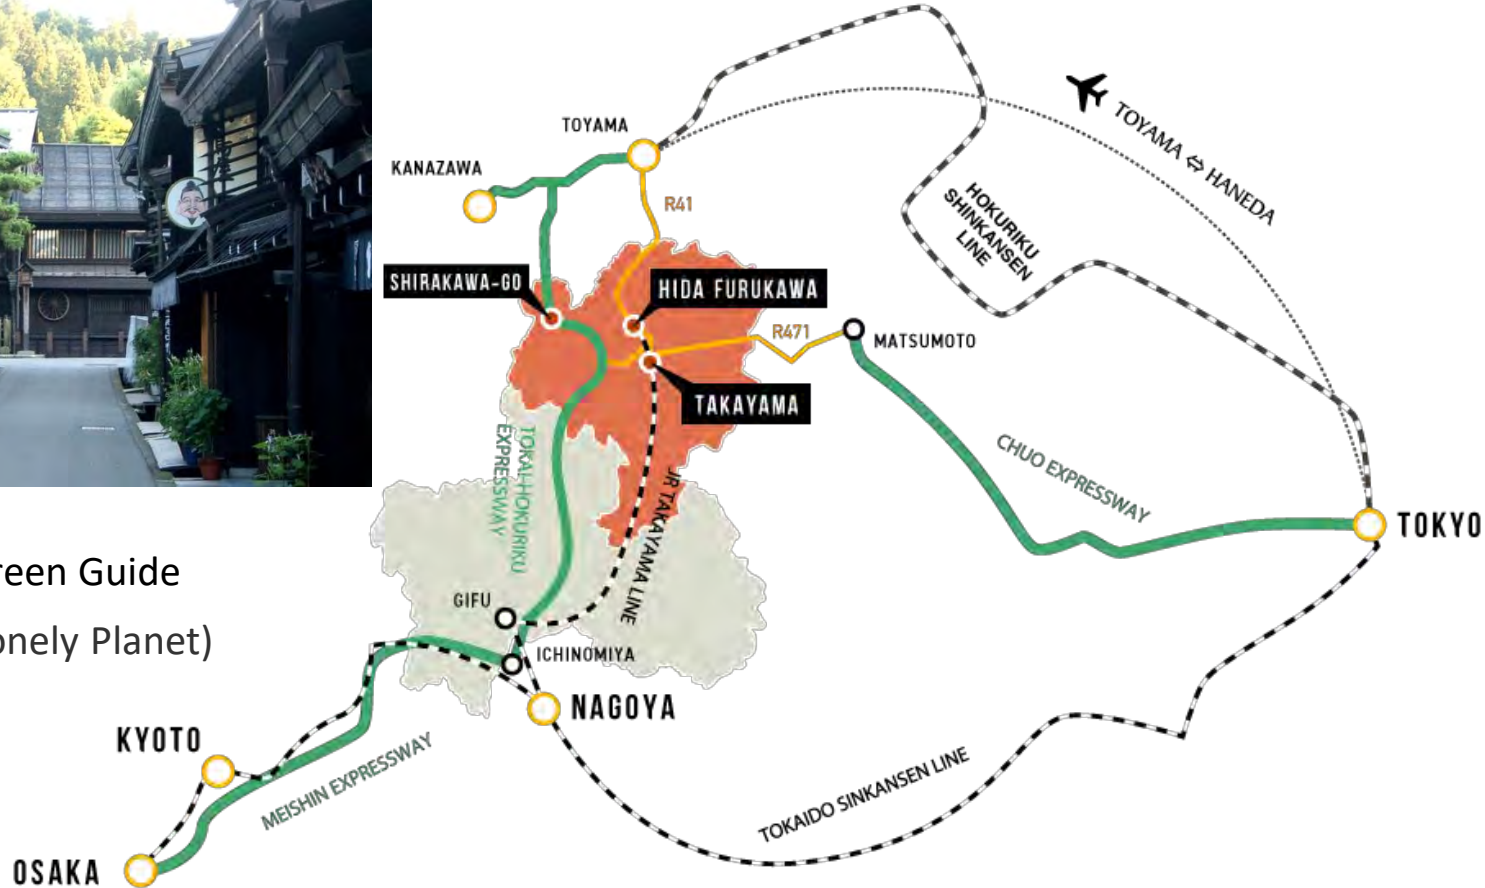 TOYAMA
KANAZAWA
R41
TOYAMA ⇔ HANEDA
HOKURIKU
SHINKANSEN
LINE
SHIRAKAWA-GO
HIDA FURUKAWA
R471
MATSUMOTO
TAKAYAMA
TOKAI-HOKURIKU
EXPRESSWAY
JR TAKAYAMA LINE
CHUO EXPRESSWAY
TOKYO
reen Guide
onely Planet)
GIFU
ICHINOMIYA
NAGOYA
KYOTO
MEISHIN EXPRESSWAY
TOKAIDO SINKANSEN LINE
OSAKA